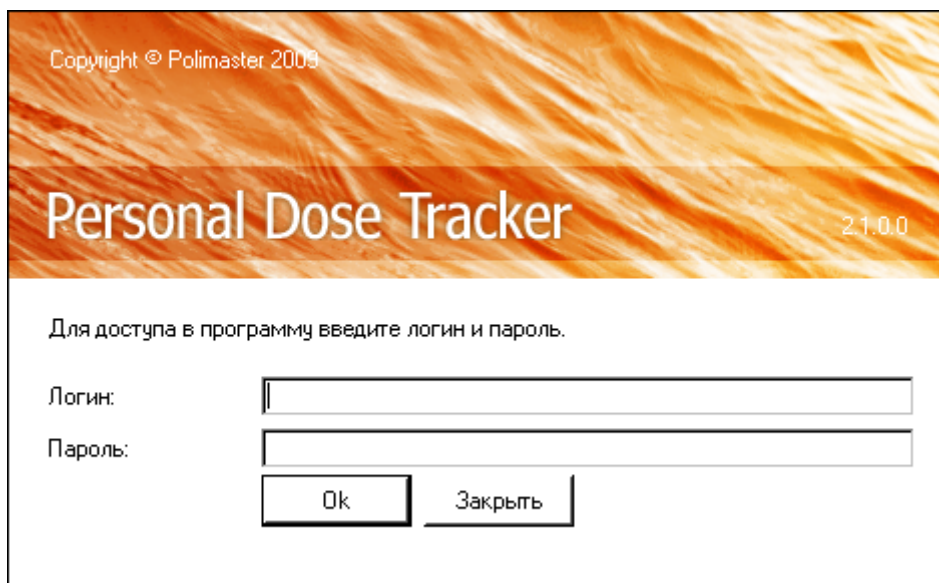 Copyright © Polimaster 2009
Personal Dose Tracker
2.1.0.0
Для доступа в программу введите логин и пароль.
Логин:
Пароль:
Ok Закрыть